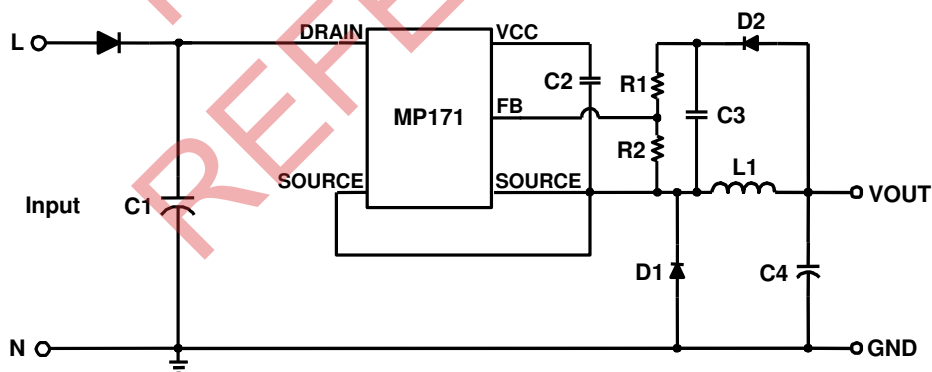 L
DRAIN
VCC
D2
C2
R1
C3
FB
MP171
R2
L1
SOURCE
SOURCE
Input
C1
VOUT
D1
C4
N
GND
REFE